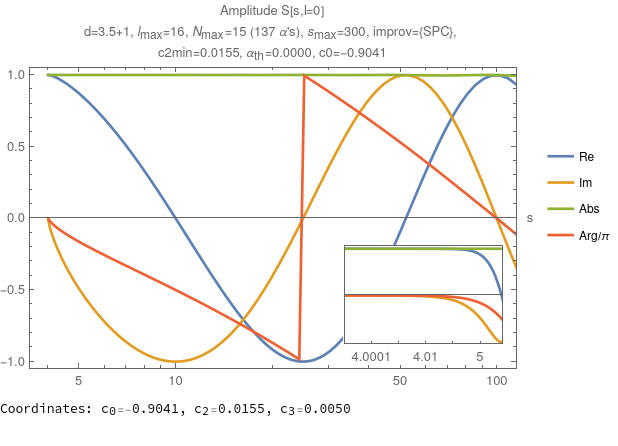 Amplitude S[s,l=0]
d=3.5+1, lmax=16, Nmax=15 (137 α's), smax=300, improv={SPC},
c2min=0.0155, αth=0.0000, c0=-0.9041
1.0
0.5
0.0
-0.5
-1.0
s
Re
Im
Abs
Arg/π
4.0001 4.01 5
5 10 50 100
Coordinates: c0=-0.9041, c2=0.0155, c3=0.0050